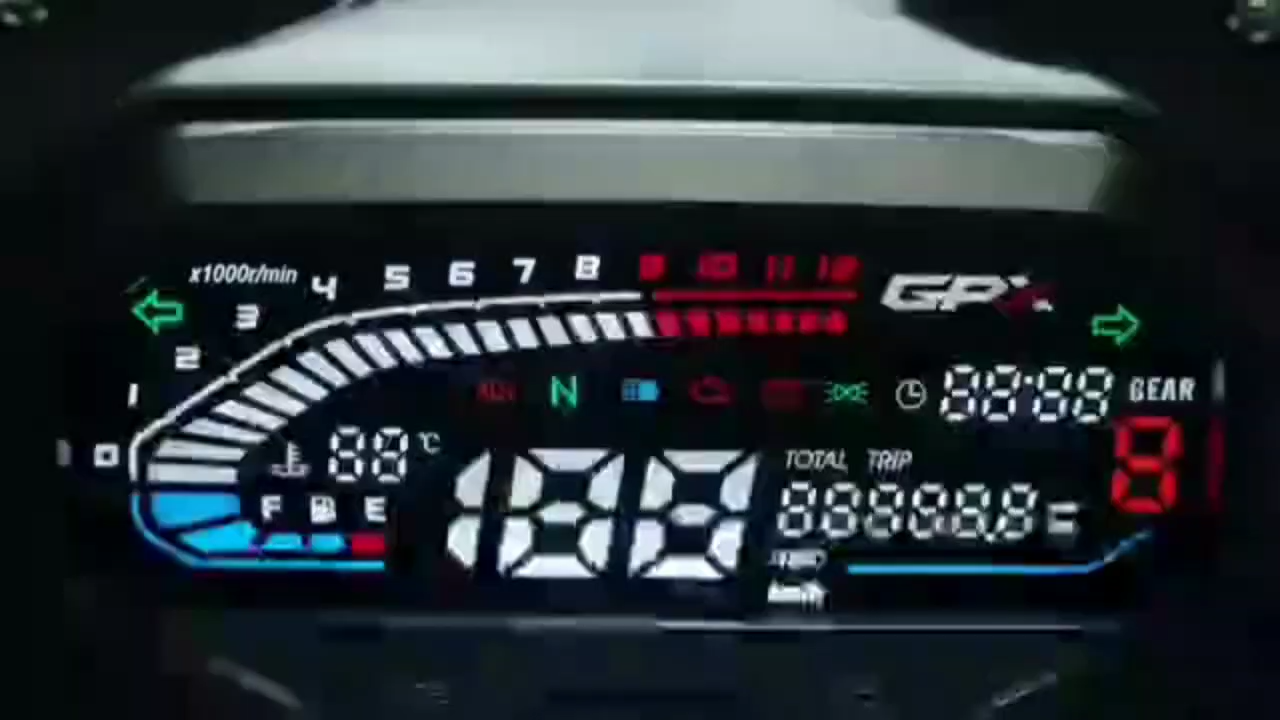 x1000r/min
0 1 2 3 4 5 6 7 8 9 10 11 12
GPX
N
88:88 GEAR
8
88 °C
F E
188
TOTAL TRIP
888888